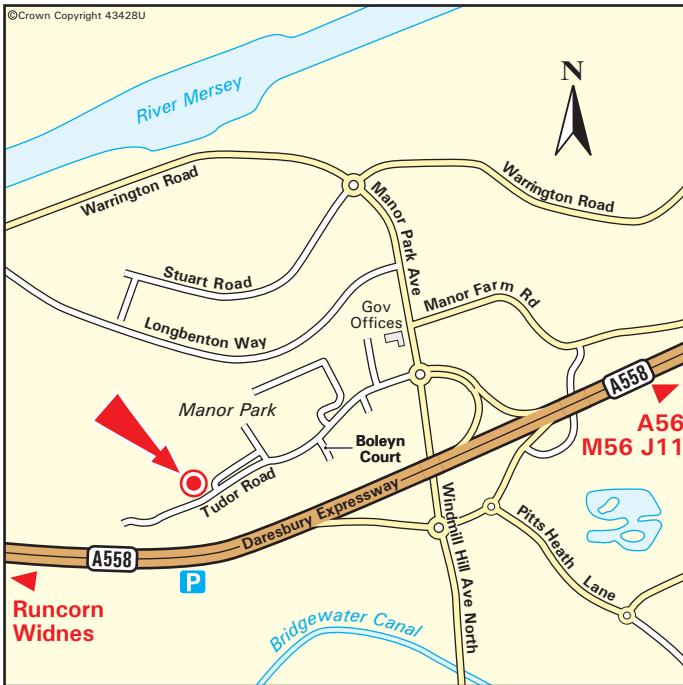 ©Crown Copyright 43428U
River Mersey
N
Warrington Road
Warrington Road
Manor Park Ave
Stuart Road
Manor Farm Rd
Gov
Offices
Longbenton Way
A558
A56
M56 J11
Manor Park
Boleyn
Court
Tudor Road
Daresbury Expressway
Windmill Hill Ave North
Pitts Heath
Lane
A558
P
Runcorn
Widnes
Bridgewater Canal